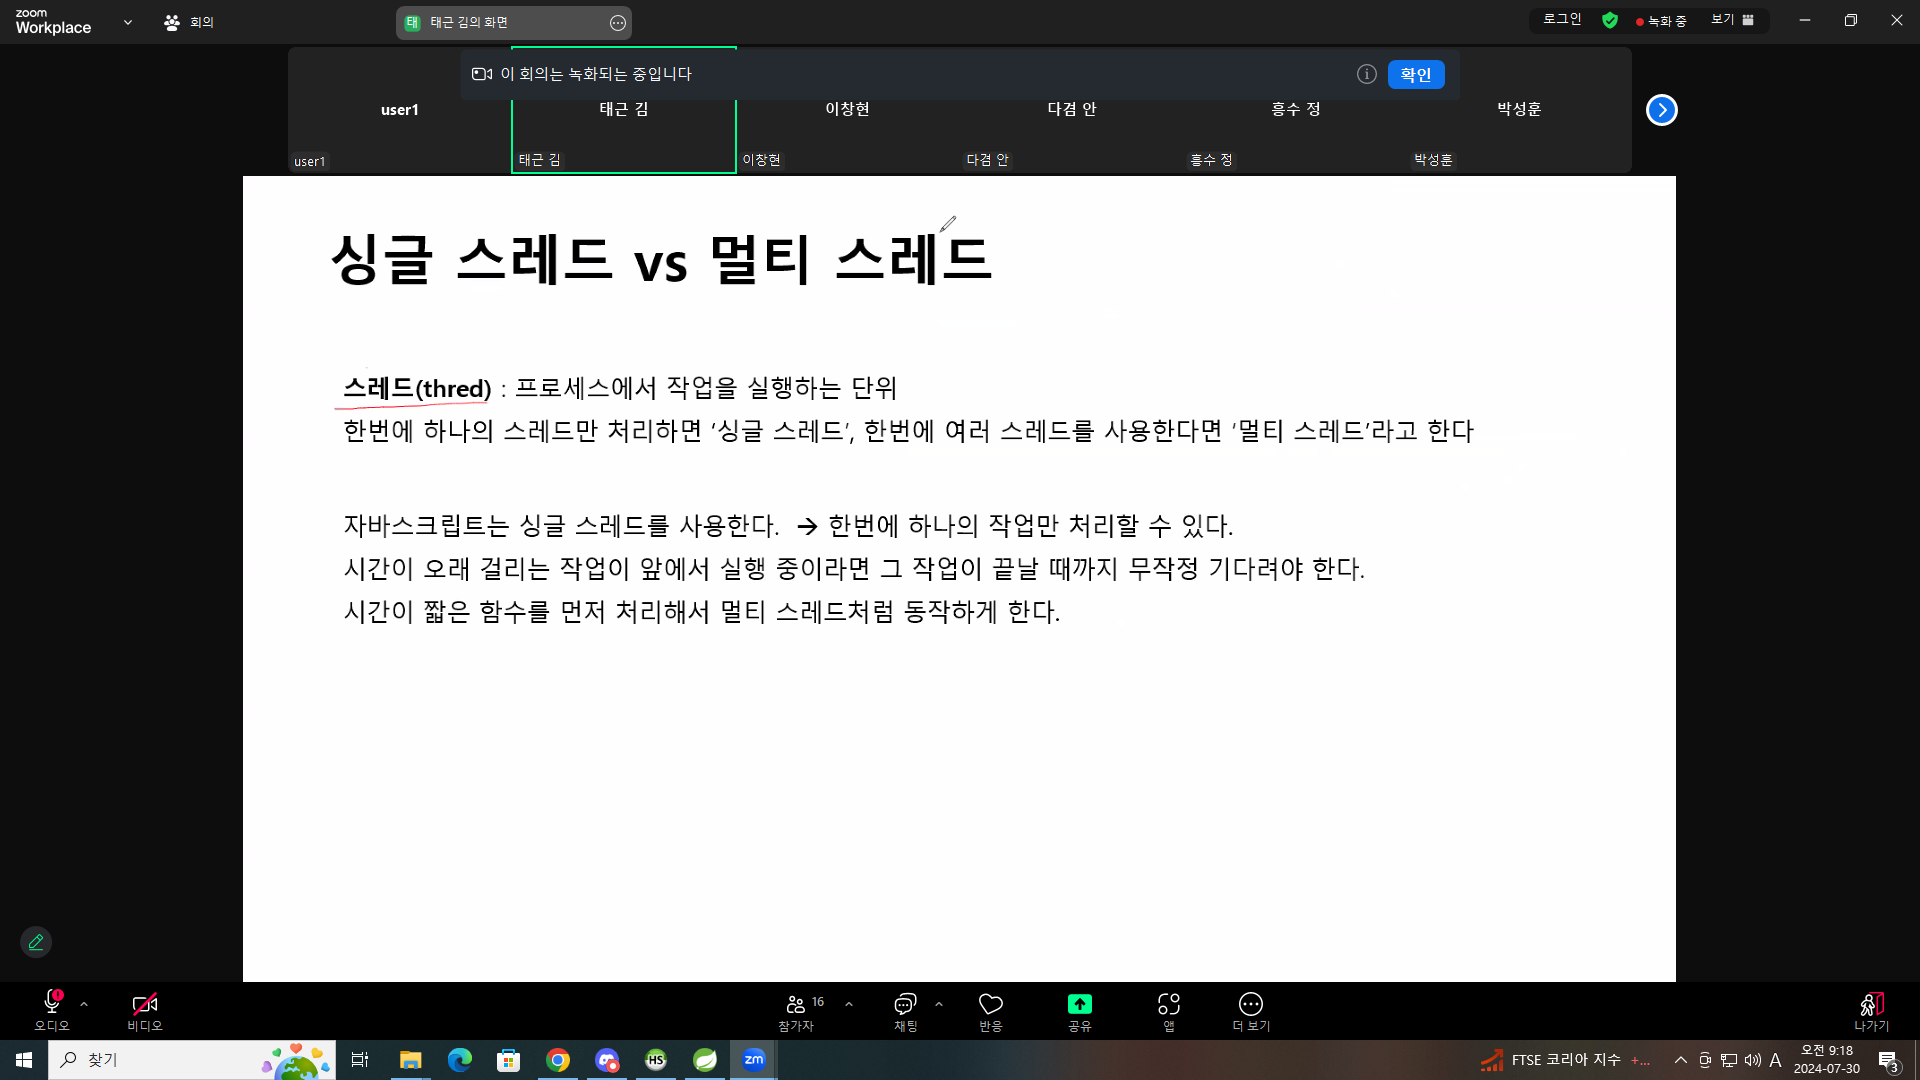 zoom
Workplace
회의
태 태근 김의 화면
로그인
녹화 중
보기
이 회의는 녹화되는 중입니다
확인
user1
태근 김
이창현
다겸 안
흥수 정
박성훈
user1
태근 김
이창현
다겸 안
흥수 정
박성훈
싱글 스레드 vs 멀티 스레드
스레드(thred) : 프로세스에서 작업을 실행하는 단위
한번에 하나의 스레드만 처리하면 ‘싱글 스레드’, 한번에 여러 스레드를 사용한다면 ‘멀티 스레드’라고 한다
자바스크립트는 싱글 스레드를 사용한다. → 한번에 하나의 작업만 처리할 수 있다.
시간이 오래 걸리는 작업이 앞에서 실행 중이라면 그 작업이 끝날 때까지 무작정 기다려야 한다.
시간이 짧은 함수를 먼저 처리해서 멀티 스레드처럼 동작하게 한다.
오디오
비디오
16
참가자
채팅
반응
공유
앱
더 보기
나가기
찾기
HS
zm
FTSE 코리아 지수 +...
A
오전 9:18
2024-07-30
3